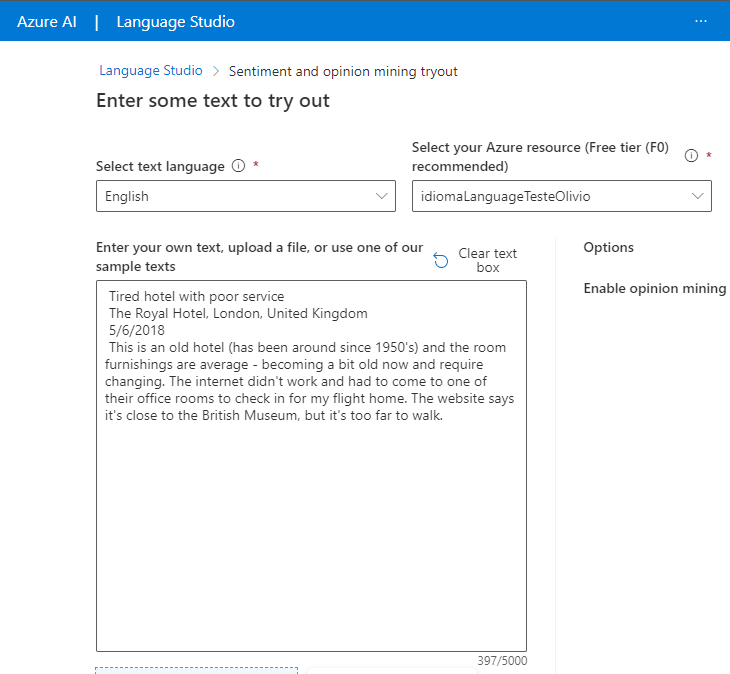 Azure AI | Language Studio ...
Language Studio > Sentiment and opinion mining tryout
Enter some text to try out
Select text language *
English
Select your Azure resource (Free tier (F0)
recommended) *
idiomaLanguageTesteOlivio
Enter your own text, upload a file, or use one of our
sample texts
Clear text
box
Tired hotel with poor service
The Royal Hotel, London, United Kingdom
5/6/2018
This is an old hotel (has been around since 1950's) and the room
furnishings are average - becoming a bit old now and require
changing. The internet didn't work and had to come to one of
their office rooms to check in for my flight home. The website says
it's close to the British Museum, but it's too far to walk.
397/5000
Options
Enable opinion mining